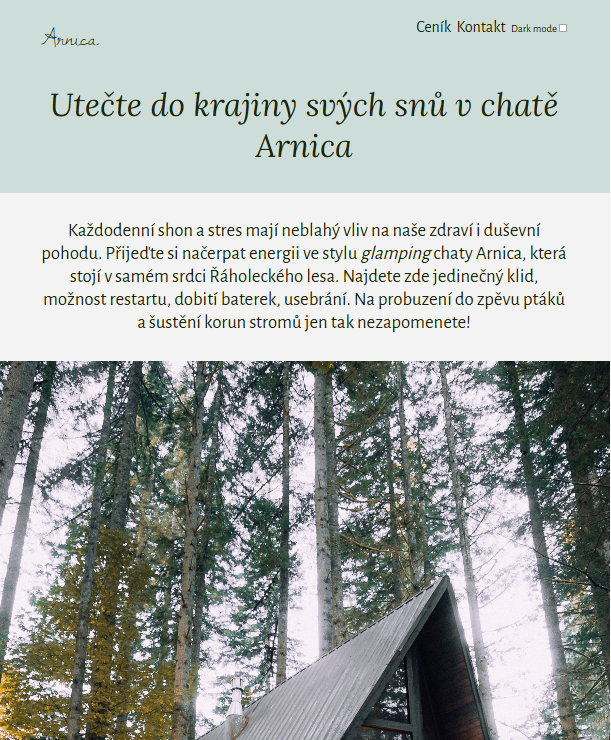 Arnica.
Ceník Kontakt Dark mode
Utečte do krajiny svých snů v chatě
Arnica
Každodenní shon a stres mají neblahý vliv na naše zdraví i duševní
pohodu. Přijeďte si načerpat energii ve stylu glamping chaty Arnica, která
stojí v samém srdci Řáholeckého lesa. Najdete zde jedinečný klid,
možnost restartu, dobití baterek, usebrání. Na probuzení do zpěvu ptáků
a šustění korun stromů jen tak nezapomenete!